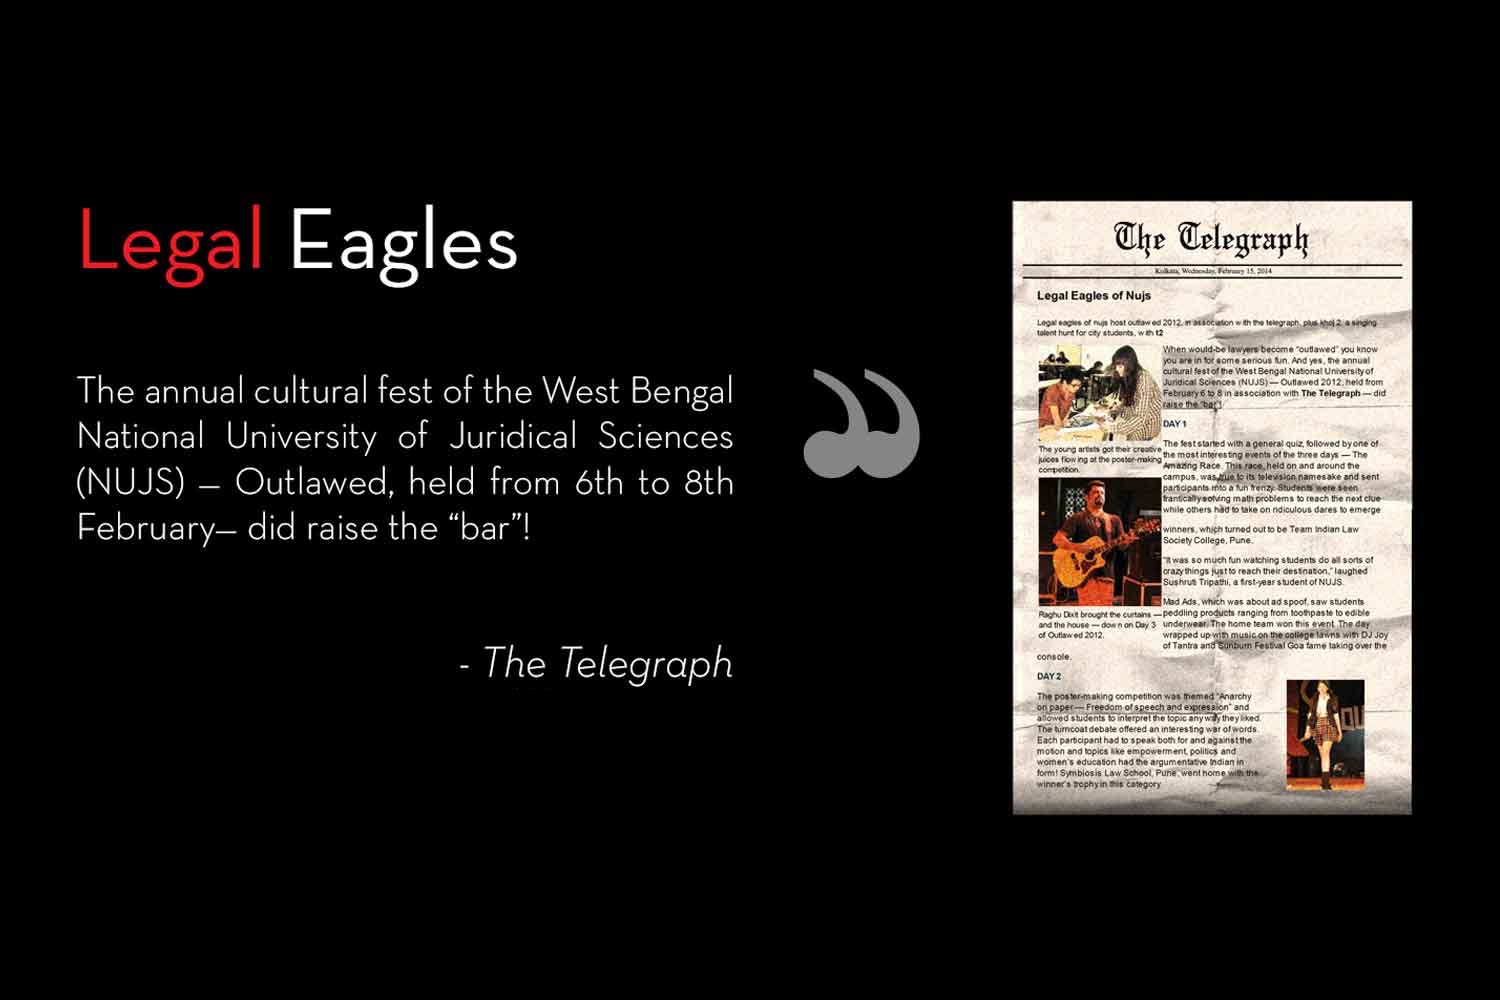 Legal Eagles
The annual cultural fest of the West Bengal
National University of Juridical Sciences
(NUJS) – Outlawed, held from 6th to 8th
February– did raise the “bar”!
- The Telegraph
The Telegraph
Kolkata, Wednesday, February 15, 2014
Legal Eagles of Nujs
Legal eagles of nujs host outlawed 2012, in association with the telegraph, plus khoj 2, a singing
talent hunt for city students, with t2
When would-be lawyers become “outlawed” you know
you are in for some serious fun. And yes, the annual
cultural fest of the West Bengal National University of
Juridical Sciences (NUJS) — Outlawed 2012, held from
February 6 to 8 in association with The Telegraph — did
raise the “bar”!
DAY 1
The fest started with a general quiz, followed by one of
the most interesting events of the three days — The
Amazing Race. This race, held on and around the
campus, was true to its television namesake and sent
participants into a fun frenzy. Students were seen
frantically solving math problems to reach the next clue
while others had to take on ridiculous dares to emerge
winners, which turned out to be Team Indian Law
Society College, Pune.
“It was so much fun watching students do all sorts of
crazy things just to reach their destination,” laughed
Sushruti Tripathi, a first-year student of NUJS.
Mad Ads, which was about ad spoof, saw students
peddling products ranging from toothpaste to edible
underwear. The home team won this event. The day
wrapped up with music on the college lawns with DJ Joy
of Tantra and Sunburn Festival Goa fame taking over the
console.
The young artists got their creative
juices flowing at the poster-making
competition.
Raghu Dixit brought the curtains —
and the house — down on Day 3
of Outlawed 2012.
DAY 2
The poster-making competition was themed “Anarchy
on paper — Freedom of speech and expression” and
allowed students to interpret the topic any way they liked.
The turncoat debate offered an interesting war of words.
Each participant had to speak both for and against the
motion and topics like empowerment, politics and
women’s education had the argumentative Indian in
form! Symbiosis Law School, Pune, went home with the
winner’s trophy in this category.